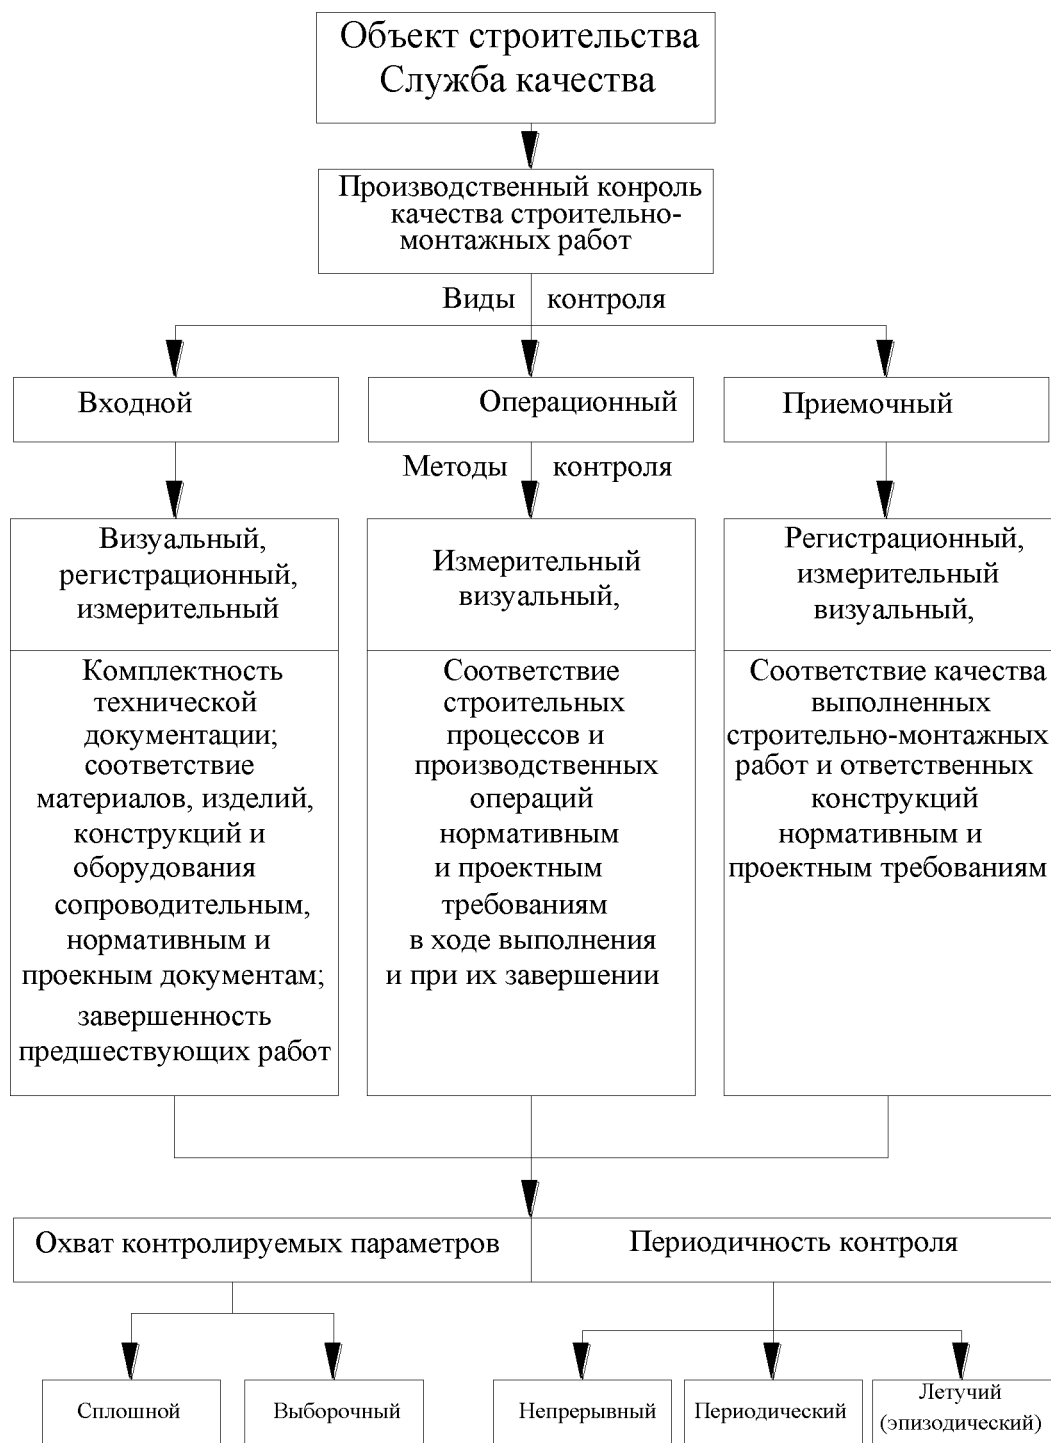 Объект строительства
Служба качества
Производственный конроль
качества строительно-
монтажных работ
Виды контроля
Входной
Операционный
Приемочный
Методы контроля
Визуальный,
регистрационный,
измерительный
Измерительный
визуальный,
Регистрационный,
измерительный
визуальный,
Комплектность
технической
документации;
соответствие
материалов, изделий,
конструкций и
оборудования
сопроводительным,
нормативным и
проекным документам;
завершенность
предшествующих работ
Соответствие
строительных
процессов и
производственных
операций
нормативным
и проектным
требованиям
в ходе выполнения
и при их завершении
Соответствие качества
выполненных
строительно-монтажных
работ и ответственных
конструкций
нормативным и
проектным требованиям
Охват контролируемых параметров
Периодичность контроля
Сплошной
Выборочный
Непрерывный
Периодический
Летучий
(эпизодический)